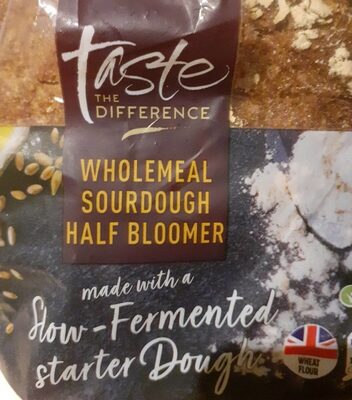 Taste
THE
DIFFERENCE
WHOLEMEAL
SOURDOUGH
HALF BLOOMER
made with a
Slow-Fermented
starter Dough.
WHEAT
FLOUR